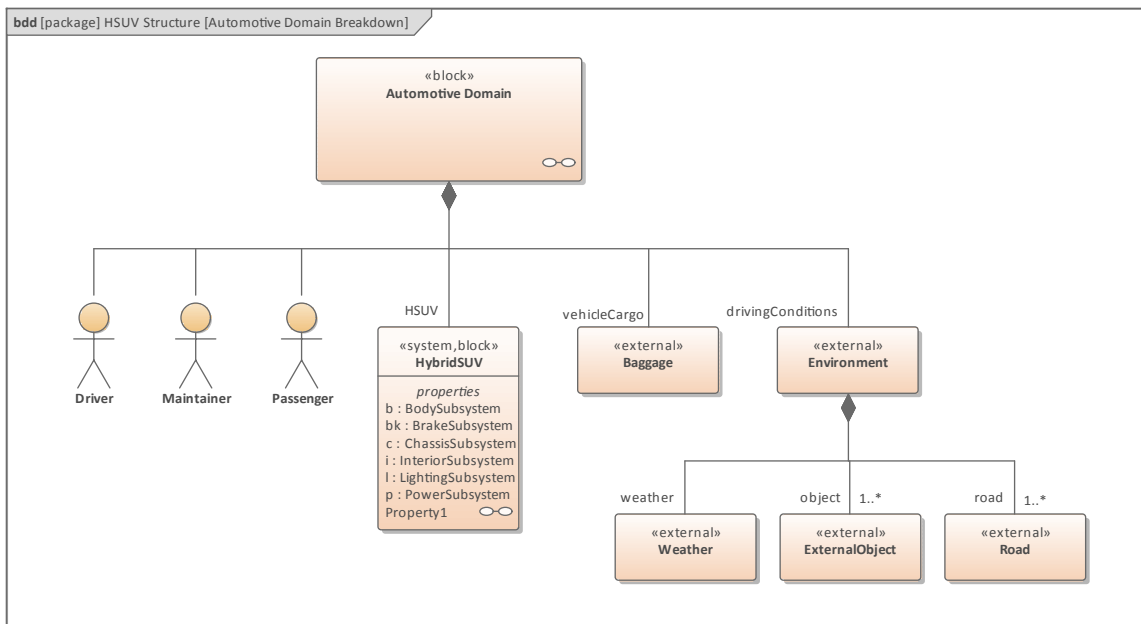 bdd [package] HSUV Structure [Automotive Domain Breakdown]
«block»
Automotive Domain
HSUV
vehicleCargo
drivingConditions
Driver
Maintainer
Passenger
«system,block»
HybridSUV
properties
b : BodySubsystem
bk : BrakeSubsystem
c : ChassisSubsystem
i : InteriorSubsystem
l : LightingSubsystem
p : PowerSubsystem
Property1
«external»
Baggage
«external»
Environment
weather
object
1..*
road
1..*
«external»
Weather
«external»
ExternalObject
«external»
Road